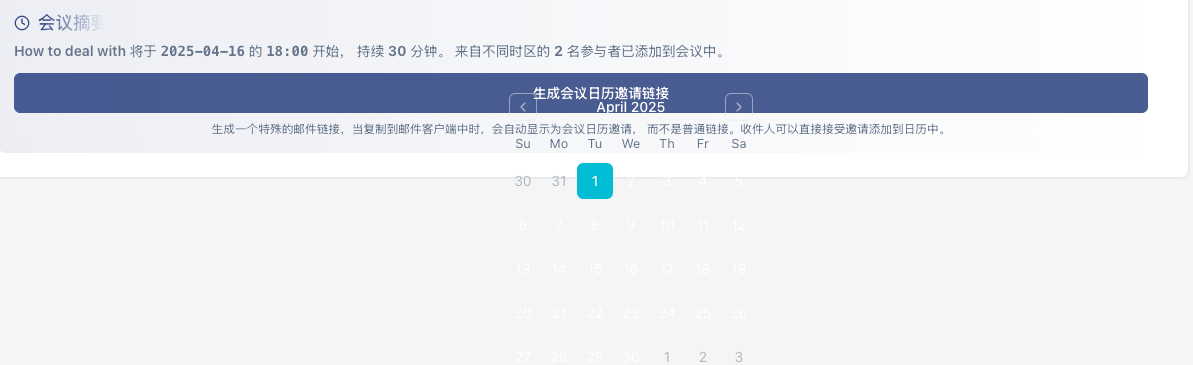 会议摘要
How to deal with 将于 2025-04-16 的 18:00 开始， 持续 30 分钟。 来自不同时区的 2 名参与者已添加到会议中。
生成会议日历邀请链接
April 2025
生成一个特殊的邮件链接，当复制到邮件客户端中时，会自动显示为会议日历邀请， 而不是普通链接。收件人可以直接接受邀请添加到日历中。
Su Mo Tu We Th Fr Sa
30 31 1 2 3 4 5
6 7 8 9 10 11 12
13 14 15 16 17 18 19
20 21 22 23 24 25 26
27 28 29 30 1 2 3